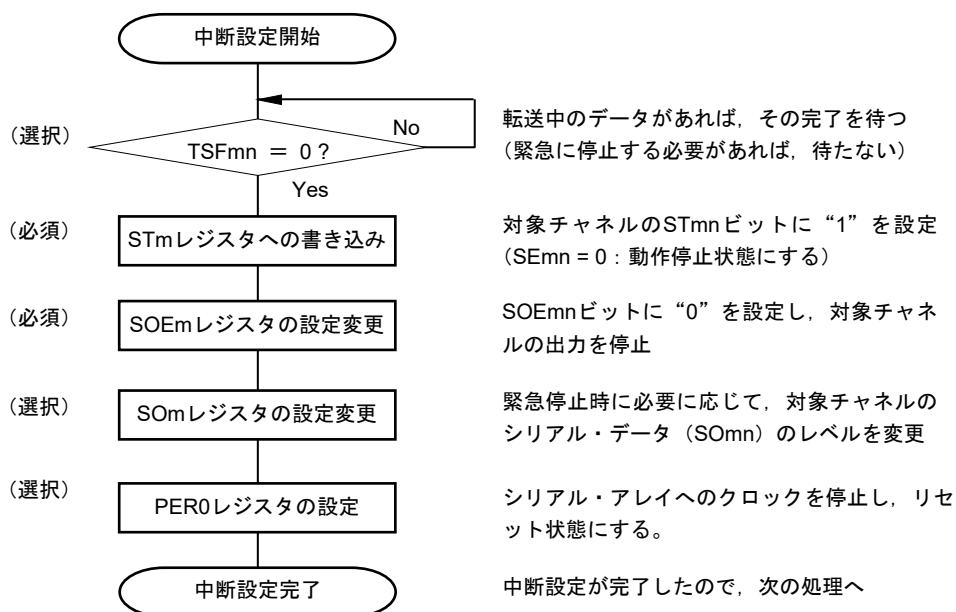 中断設定開始
（選択）
TSFmn ＝ 0？
No
Yes
転送中のデータがあれば，その完了を待つ
（緊急に停止する必要があれば，待たない）
（必須）
STmレジスタへの書き込み
対象チャネルのSTmnビットに“1”を設定
（SEmn = 0：動作停止状態にする）
（必須）
SOEmレジスタの設定変更
SOEmnビットに“0”を設定し，対象チャネ
ルの出力を停止
（選択）
SOmレジスタの設定変更
緊急停止時に必要に応じて，対象チャネルの
シリアル・データ（SOmn）のレベルを変更
（選択）
PER0レジスタの設定
シリアル・アレイへのクロックを停止し，リセ
ット状態にする。
中断設定完了
中断設定が完了したので，次の処理へ